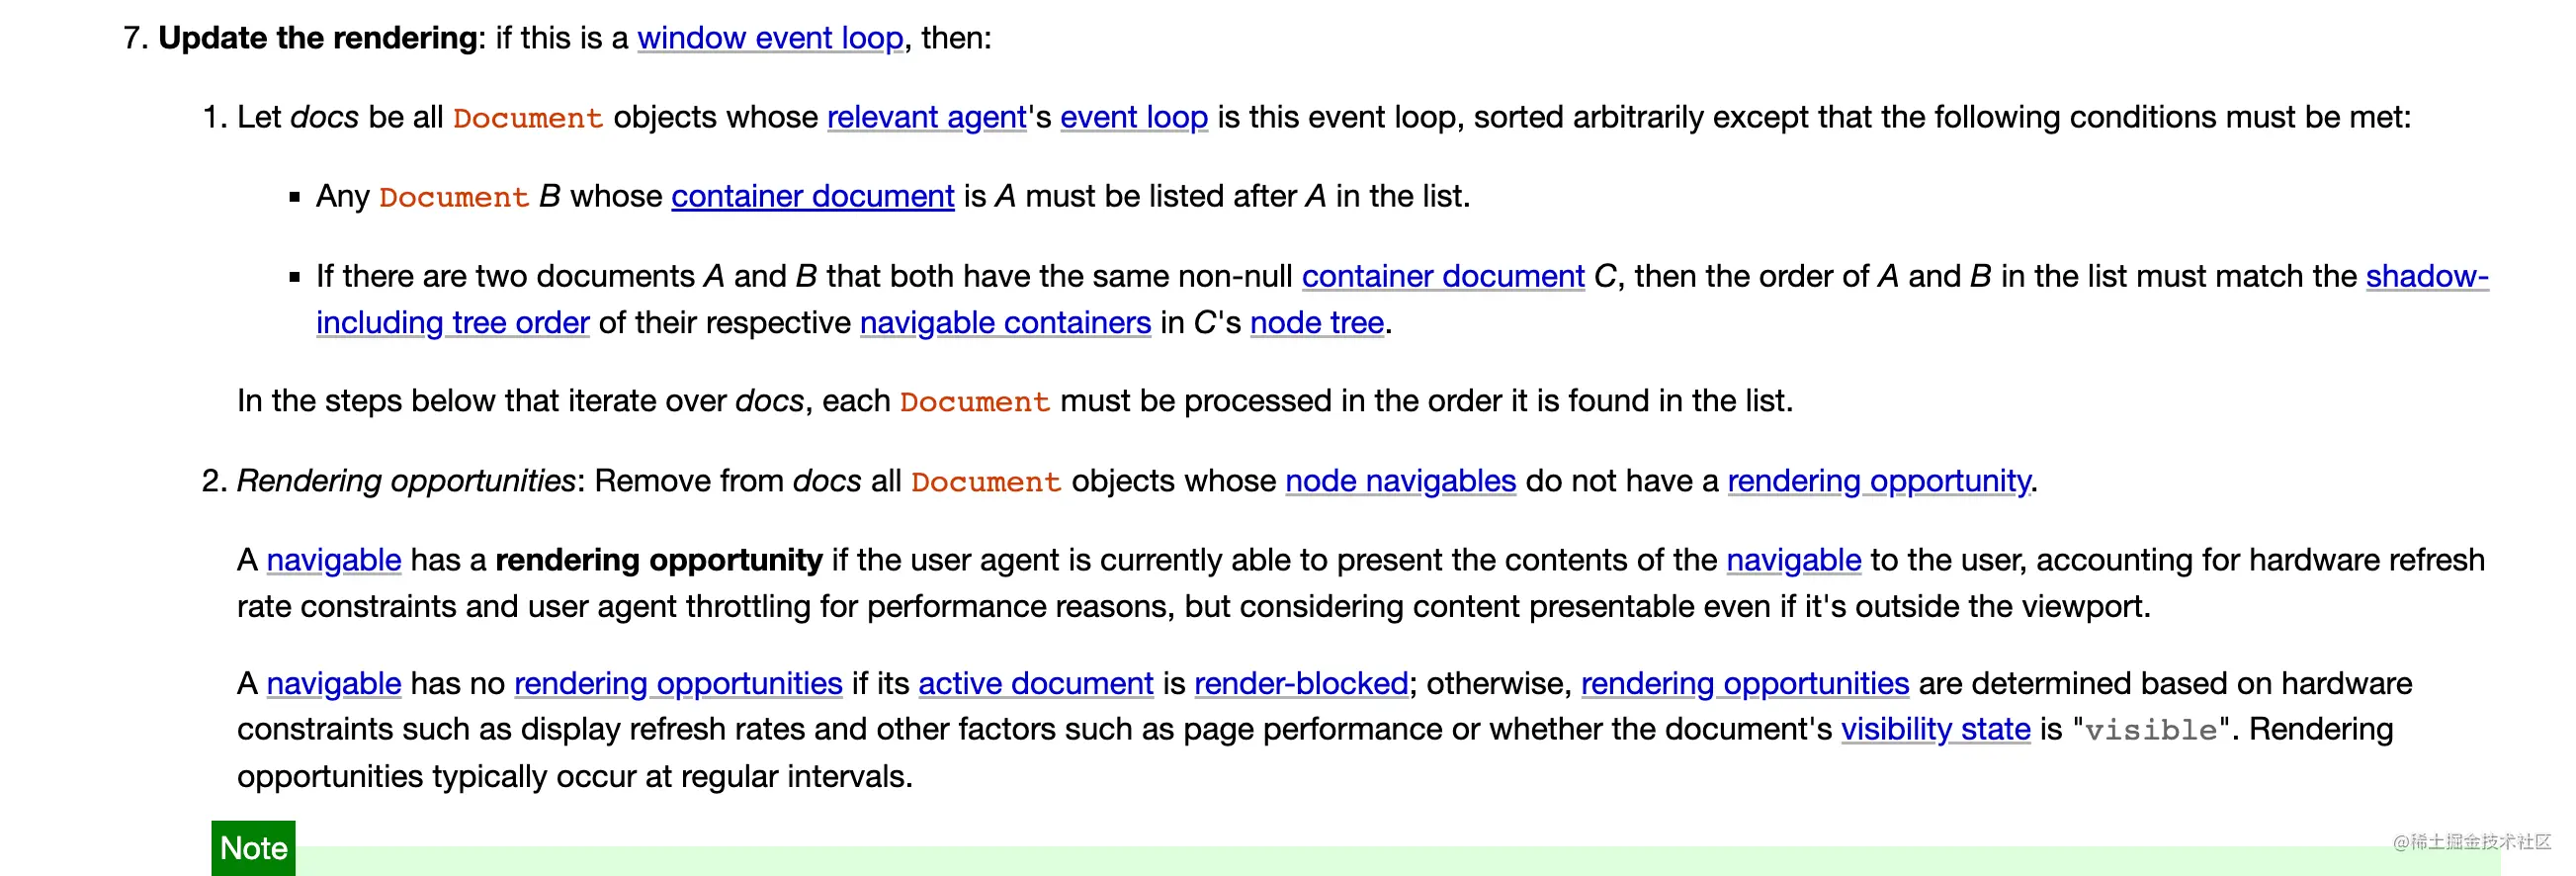 7. Update the rendering: if this is a window event loop, then:
1. Let docs be all Document objects whose relevant agent's event loop is this event loop, sorted arbitrarily except that the following conditions must be met:
▪ Any Document B whose container document is A must be listed after A in the list.
▪ If there are two documents A and B that both have the same non-null container document C, then the order of A and B in the list must match the shadow-
including tree order of their respective navigable containers in C's node tree.
In the steps below that iterate over docs, each Document must be processed in the order it is found in the list.
2. Rendering opportunities: Remove from docs all Document objects whose node navigables do not have a rendering opportunity.
A navigable has a rendering opportunity if the user agent is currently able to present the contents of the navigable to the user, accounting for hardware refresh
rate constraints and user agent throttling for performance reasons, but considering content presentable even if it's outside the viewport.
A navigable has no rendering opportunities if its active document is render-blocked; otherwise, rendering opportunities are determined based on hardware
constraints such as display refresh rates and other factors such as page performance or whether the document's visibility state is "visible". Rendering
opportunities typically occur at regular intervals.
Note
@稀土掘金技术社区